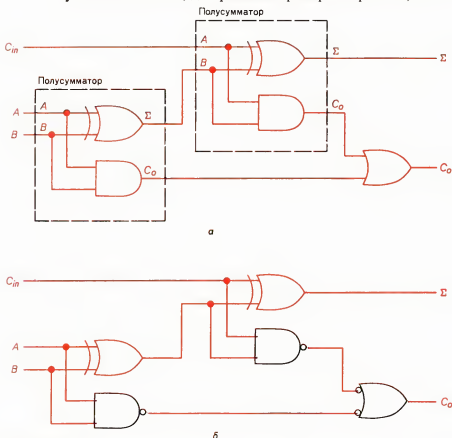 Полусумматор
C_in A Σ Σ
B
Полусумматор
A A Σ C_o
B B
C_o C_o
а
C_in Σ
A
B
C_o
б